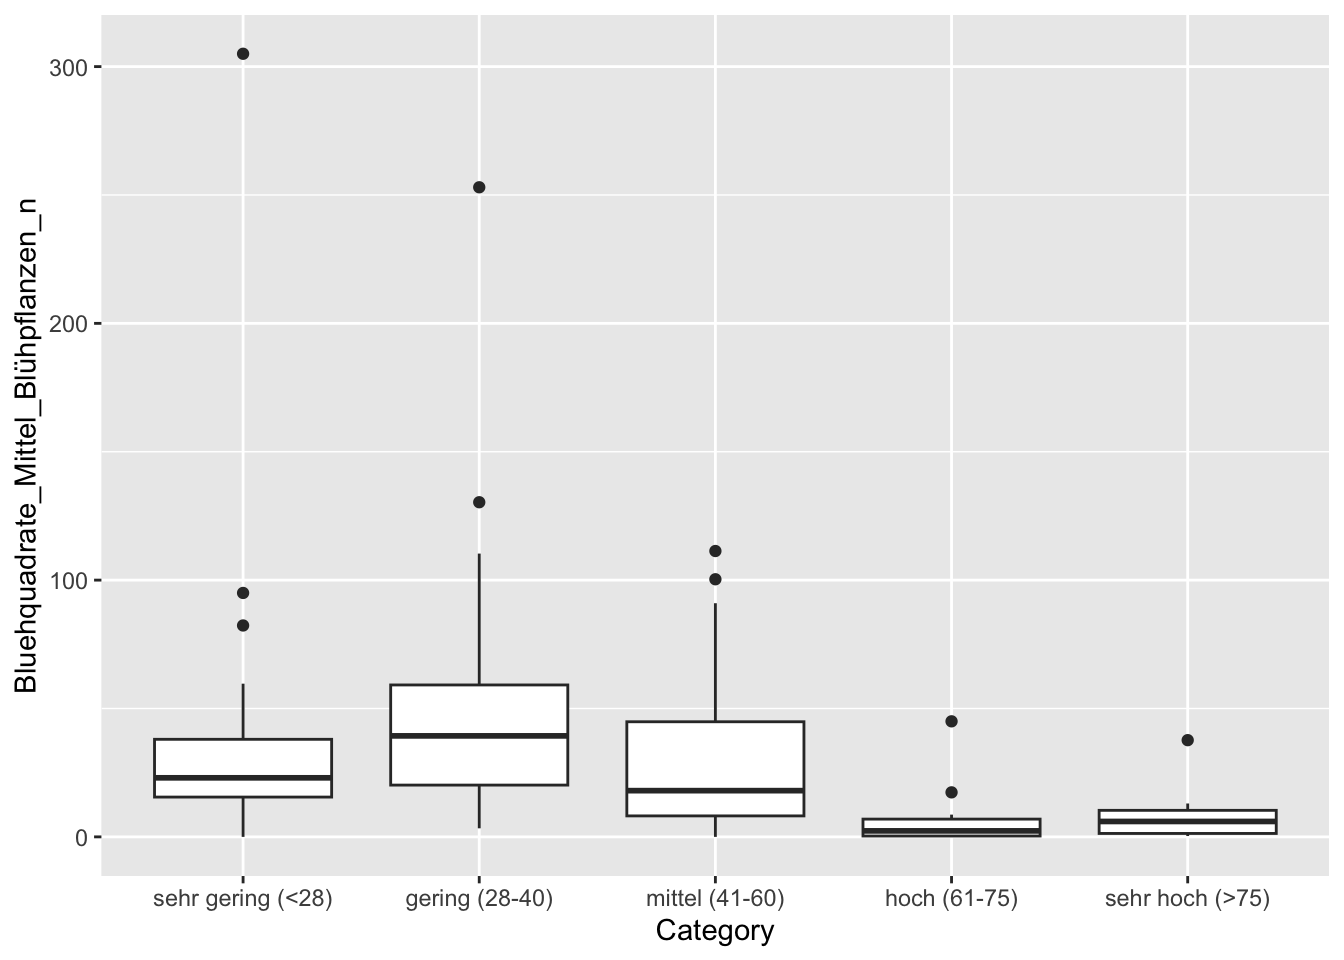 Bluehquadrate_Mittel_Blühpflanzen_n
300
200
100
0
sehr gering (<28) gering (28-40) mittel (41-60) hoch (61-75) sehr hoch (>75)
Category